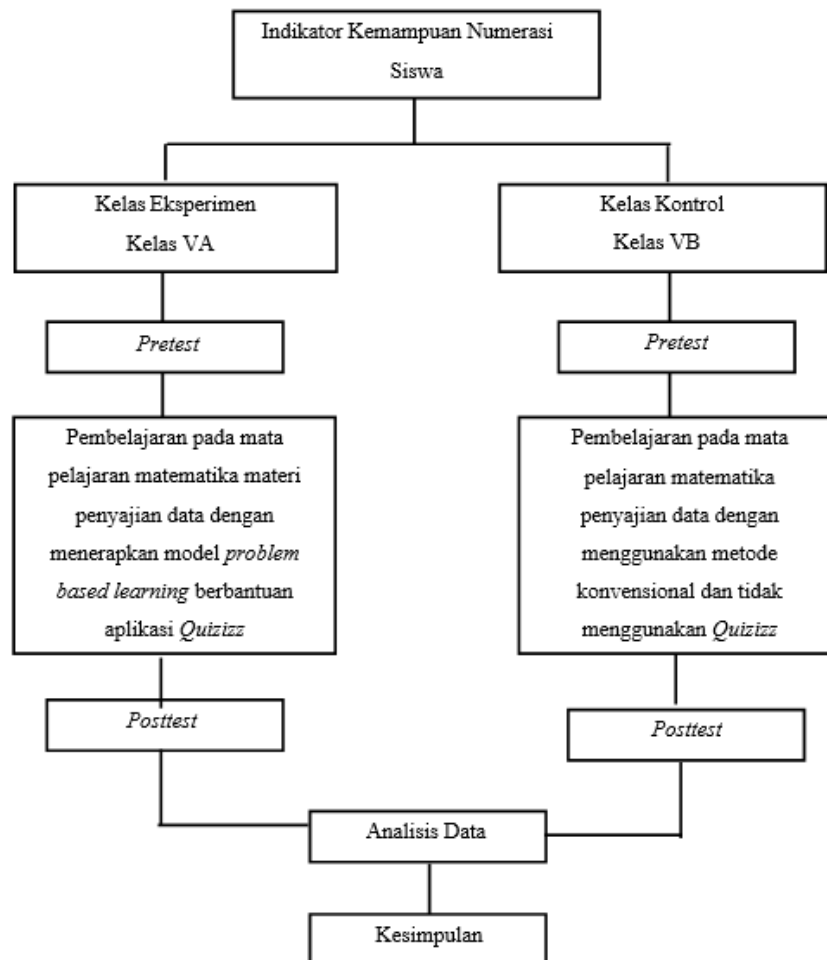 Indikator Kemampuan Numerasi
Siswa
Kelas Eksperimen
Kelas VA
Kelas Kontrol
Kelas VB
Pretest
Pretest
Pembelajaran pada mata
pelajaran matematika materi
penyajian data dengan
menerapkan model problem
based learning berbantuan
aplikasi Quizizz
Pembelajaran pada mata
pelajaran matematika
penyajian data dengan
menggunakan metode
konvensional dan tidak
menggunakan Quizizz
Posttest
Posttest
Analisis Data
Kesimpulan